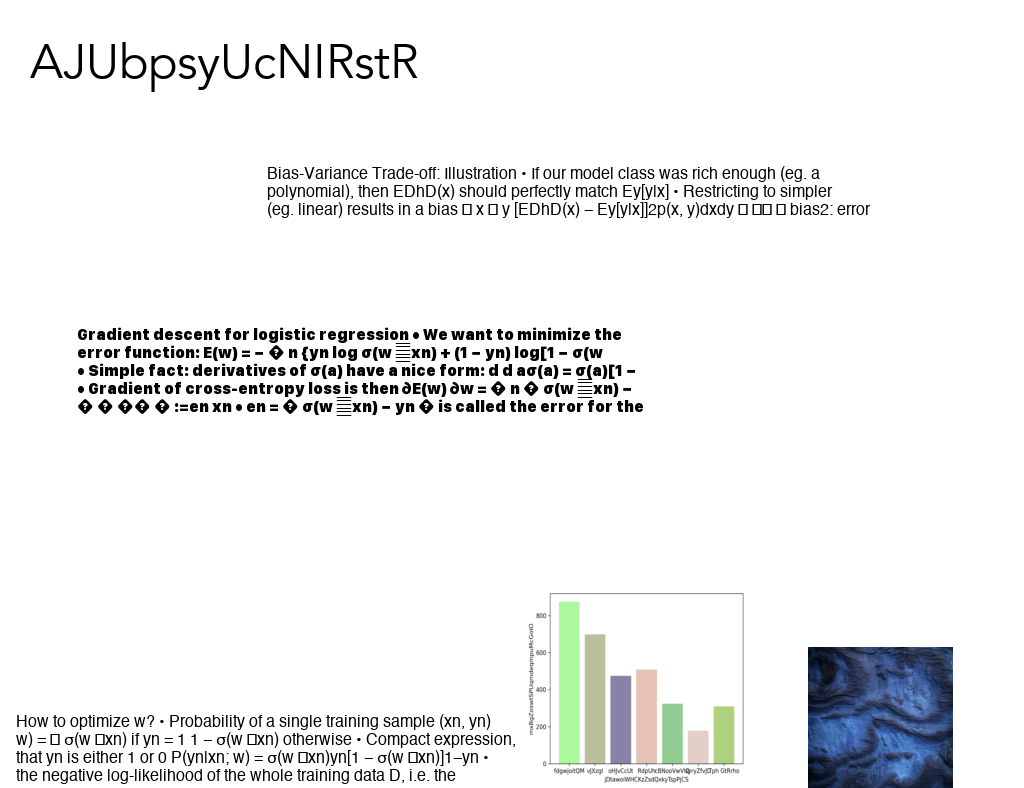 AJUbpsyUcNIRstR
Bias-Variance Trade-off: Illustration • If our model class was rich enough (eg. a
polynomial), then EDhD(x) should perfectly match Ey[y|x] • Restricting to simpler
(eg. linear) results in a bias □ x □ y [EDhD(x) – Ey[y|x]]2p(x, y)dxdy □ □□ □ bias2: error
Gradient descent for logistic regression • We want to minimize the
error function: E(w) = − � n {yn log σ(w xn) + (1 − yn) log[1 − σ(w
• Simple fact: derivatives of σ(a) have a nice form: d d aσ(a) = σ(a)[1 −
• Gradient of cross-entropy loss is then ∂E(w) ∂w = � n � σ(w xn) −
� � �� � :=en xn • en = � σ(w xn) − yn � is called the error for the
How to optimize w? • Probability of a single training sample (xn, yn)
w) = □ σ(w □xn) if yn = 1 1 − σ(w □xn) otherwise • Compact expression,
that yn is either 1 or 0 P(yn|xn; w) = σ(w □xn)yn[1 − σ(w □xn)]1–yn •
the negative log-likelihood of the whole training data D, i.e. the
800
600
400
200
0
fdgwjoitQM vjXzgl oHJvCcUt